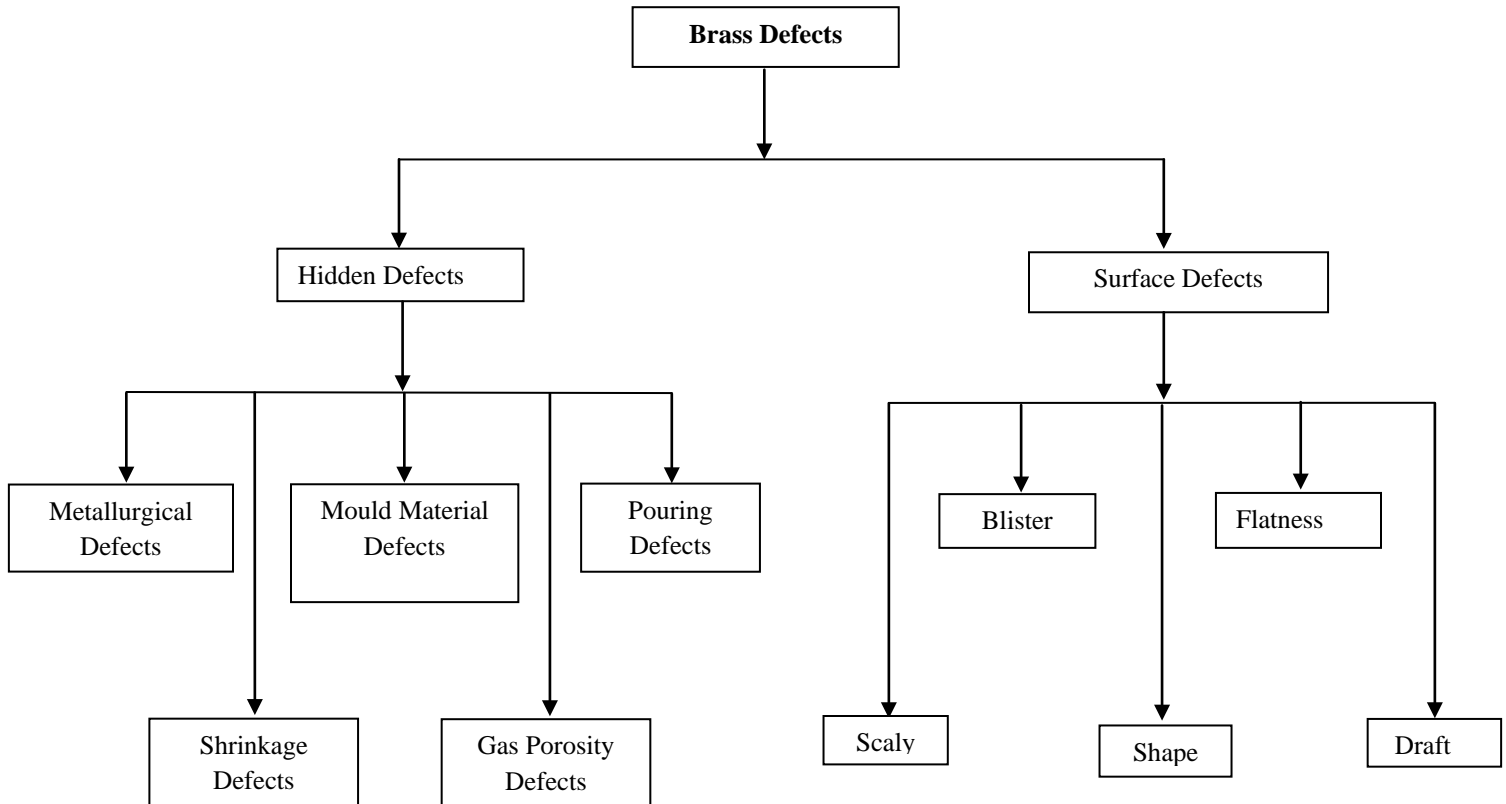 Brass Defects
Hidden Defects
Surface Defects
Metallurgical
Defects
Mould Material
Defects
Pouring
Defects
Blister
Flatness
Shrinkage
Defects
Gas Porosity
Defects
Scaly
Shape
Draft